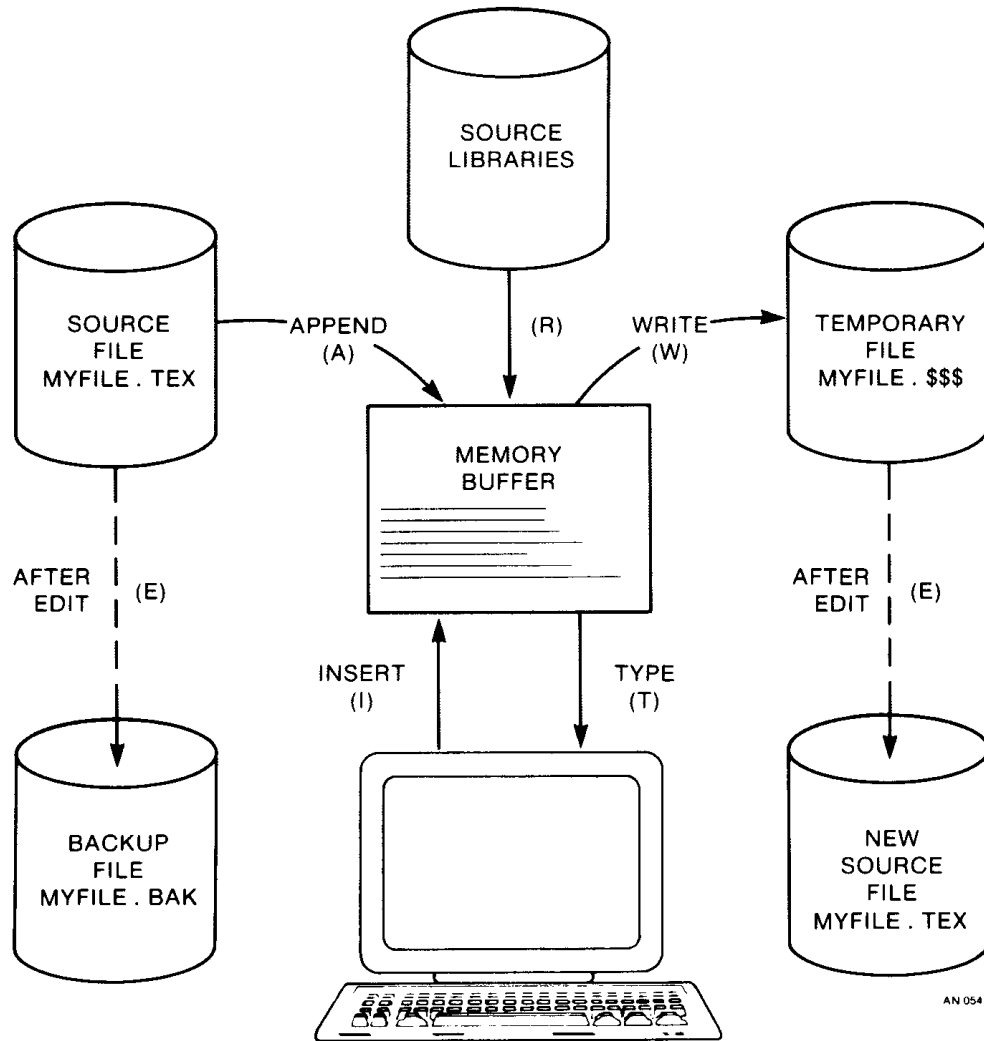 SOURCE
LIBRARIES
SOURCE
FILE
MYFILE . TEX
APPEND
(A)
(R)
WRITE
(W)
TEMPORARY
FILE
MYFILE . $$$
MEMORY
BUFFER
AFTER
EDIT
(E)
INSERT
(I)
TYPE
(T)
AFTER
EDIT
(E)
BACKUP
FILE
MYFILE . BAK
NEW
SOURCE
FILE
MYFILE . TEX
AN 054